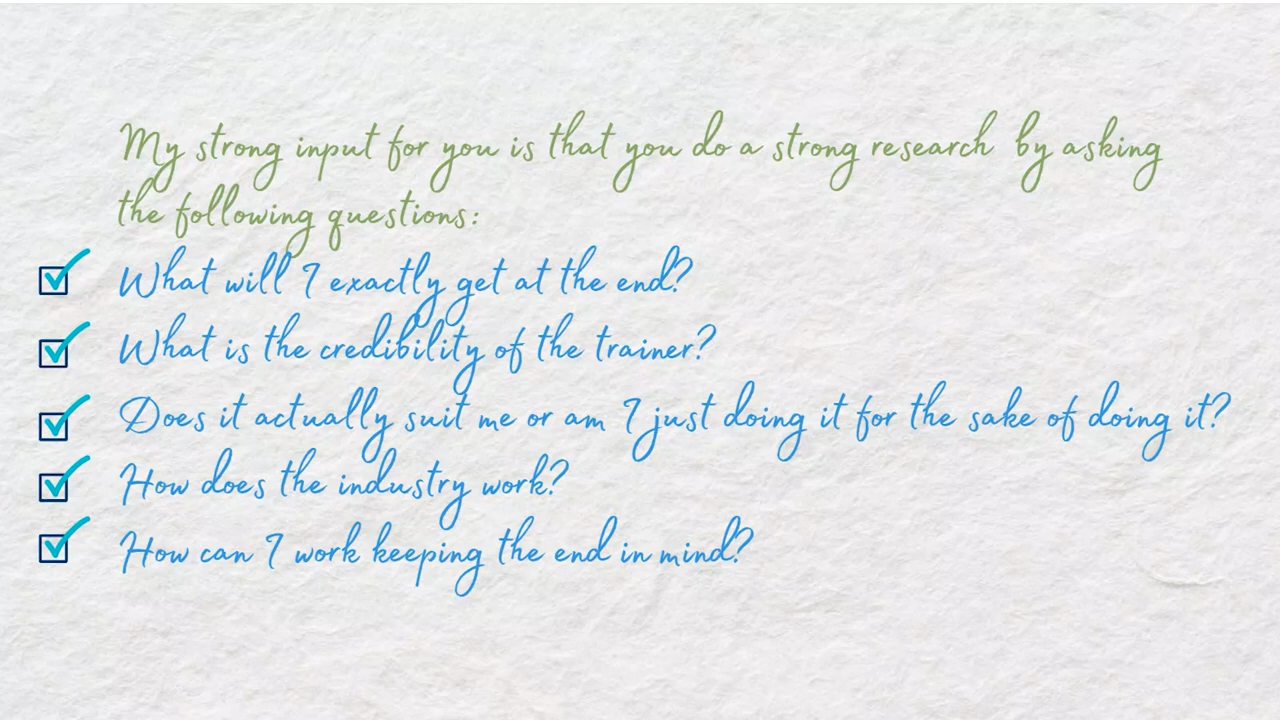 My strong input for you is that you do a strong research by asking
the following questions:
What will I exactly get at the end?
What is the credibility of the trainer?
Does it actually suit me or am I just doing it for the sake of doing it?
How does the industry work?
How can I work keeping the end in mind?